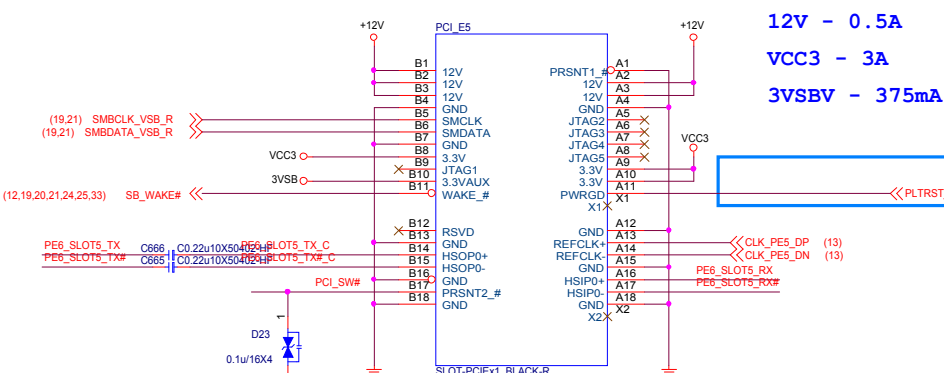 12V - 0.5A
VCC3 - 3A
3VSBV - 375mA
+12V
PCI_E5
+12V
B1 12V PRSNT1_# A1
B2 12V 12V A2
B3 12V 12V A3
B4 GND GND A4
(19,21) SMBCLK_VSB_R B5 SMCLK JTAG2 A5
(19,21) SMBDATA_VSB_R B6 SMDATA JTAG3 A6
B7 GND JTAG4 A7
VCC3 B8 3.3V JTAG5 A8 VCC3
B9 JTAG1 3.3V A9
3VSB B10 3.3VAUX 3.3V A10
(12,19,20,21,24,25,33) SB_WAKE# B11 WAKE_# PWRGD A11 PLTRST_
X1 X1
B12 RSVD GND A12
B13 GND REFCLK+ A13 CLK_PE5_DP (13)
PE6_SLOT5_TX C666 C0.22u10X50402-HF PE6_SLOT5_TX_C B14 HSOP0+ REFCLK- A14 CLK_PE5_DN (13)
PE6_SLOT5_TX# C665 C0.22u10X50402-HF PE6_SLOT5_TX#_C B15 HSOP0- GND A15
B16 GND HSIP0+ A16 PE6_SLOT5_RX
PCI_SW# B17 PRSNT2_# HSIP0- A17 PE6_SLOT5_RX#
B18 GND GND A18
X2 X2
1
D23
0.1u/16X4
SLOT-PCIEx1_BLACK-R